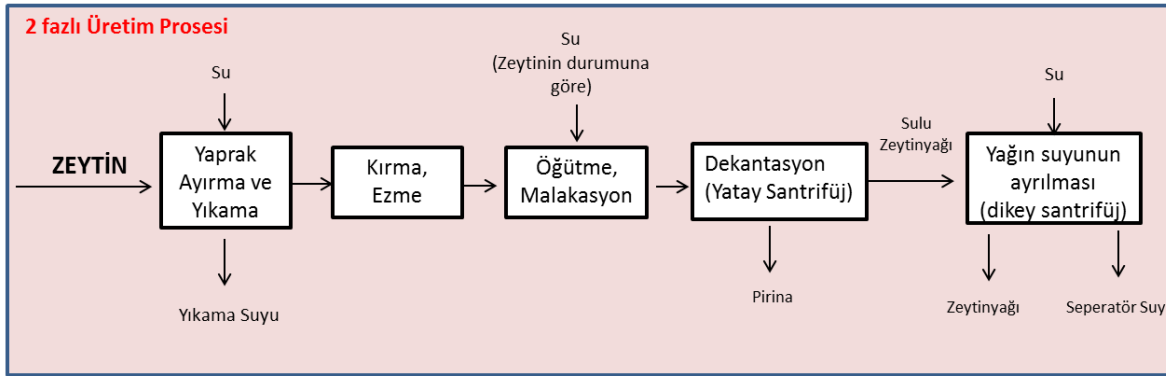 2 fazlı Üretim Prosesi
Su
Su
(Zeytinin durumuna
göre)
Su
ZEYTİN
Yaprak
Ayırma ve
Yıkama
Kırma,
Ezme
Öğütme,
Malakasyon
Dekantasyon
(Yatay Santrifüj)
Sulu
Zeytinyağı
Yağın suyunun
ayrılması
(dikey santrifüj)
Yıkama Suyu
Pirina
Zeytinyağı
Seperatör Suy